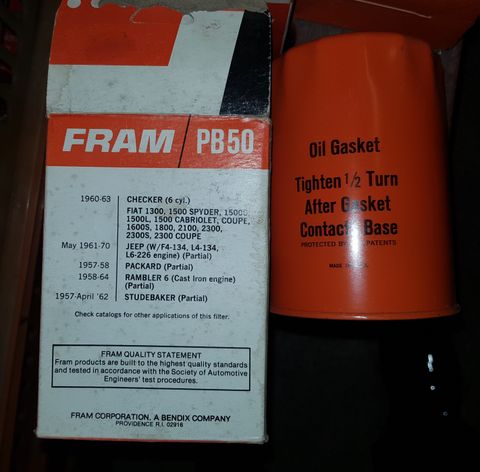 FRAM PB50
1960-63 CHECKER (6 cyl.)
FIAT 1300, 1500 SPYDER, 1500S,
1500L, 1500 CABRIOLET, COUPE,
1600S, 1800, 2100, 2300,
2300S, 2300 COUPE
May 1961-70 JEEP (W/F4-134, L4-134,
L6-226 engine) (Partial)
1957-58 PACKARD (Partial)
1958-64 RAMBLER 6 (Cast Iron engine)
(Partial)
1957-April '62 STUDEBAKER (Partial)
Check catalogs for other applications of this filter.
FRAM QUALITY STATEMENT
Fram products are built to the highest quality standards
and tested in accordance with the Society of Automotive
Engineers' test procedures.
FRAM CORPORATION, A BENDIX COMPANY
PROVIDENCE R.I. 02916
Oil Gasket
Tighten 1/2 Turn
After Gasket
Contacts Base
PROTECTED BY PATENTS
MADE IN